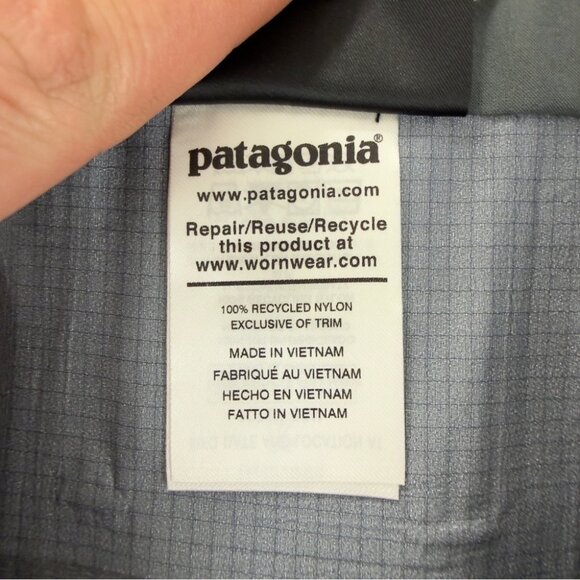 patagonia®
www.patagonia.com
Repair/Reuse/Recycle
this product at
www.wornwear.com
100% RECYCLED NYLON
EXCLUSIVE OF TRIM
MADE IN VIETNAM
FABRIQUÉ AU VIETNAM
HECHO EN VIETNAM
FATTO IN VIETNAM